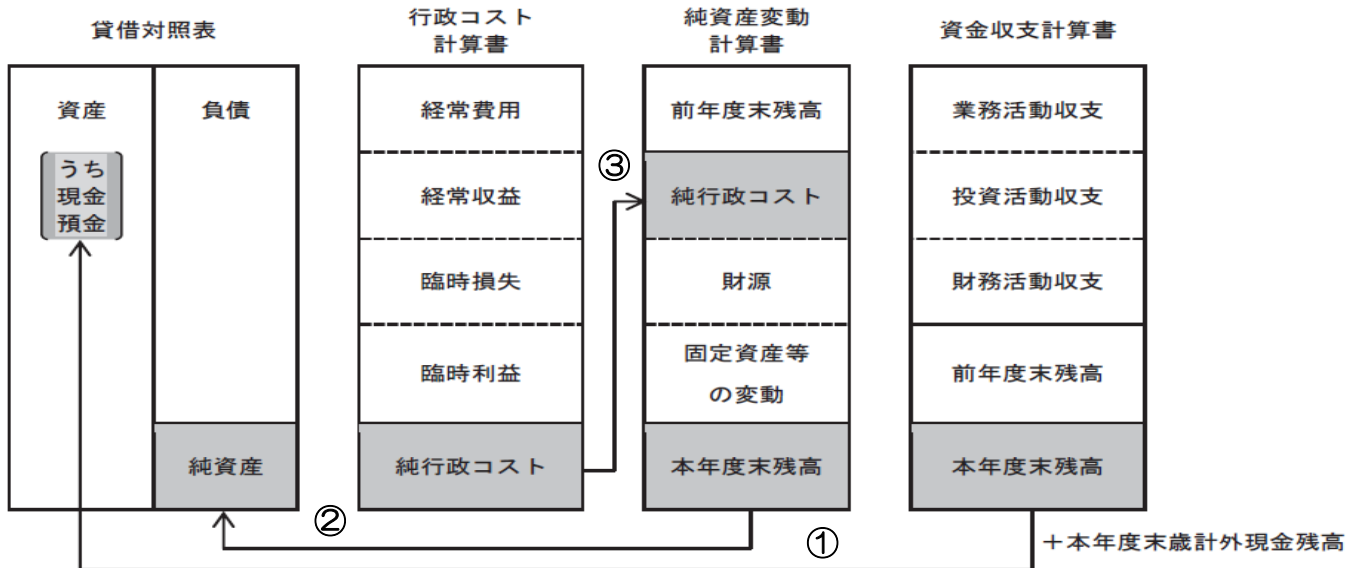 貸借対照表
行政コスト
計算書
純資産変動
計算書
資金収支計算書
資産
うち
現金
預金
負債
純資産
経常費用
経常収益
臨時損失
臨時利益
純行政コスト
③
前年度末残高
純行政コスト
財源
固定資産等
の変動
本年度末残高
業務活動収支
投資活動収支
財務活動収支
前年度末残高
本年度末残高
②
①
＋本年度末歳計外現金残高